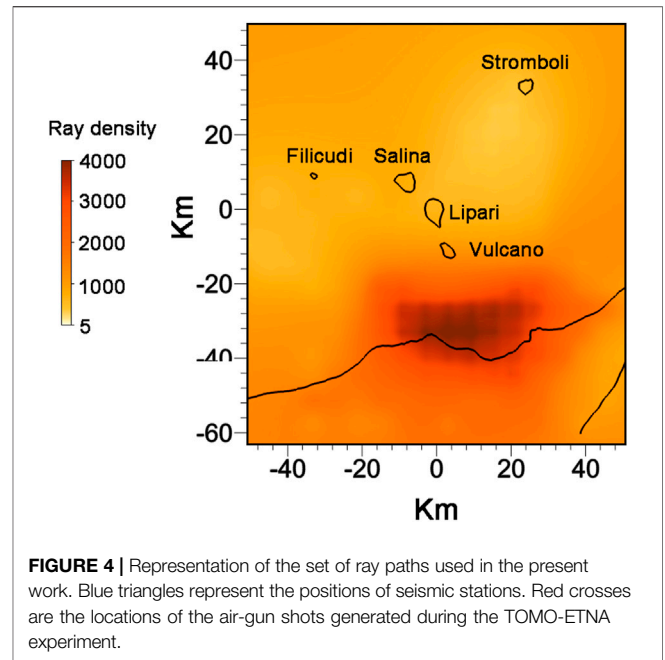 40
20
0
-20
-40
-60
Km
-40
-20
0
20
40
Km
Ray density
4000
3000
2000
1000
5
Stromboli
Filicudi
Salina
Lipari
Vulcano
FIGURE 4 | Representation of the set of ray paths used in the present
work. Blue triangles represent the positions of seismic stations. Red crosses
are the locations of the air-gun shots generated during the TOMO-ETNA
experiment.